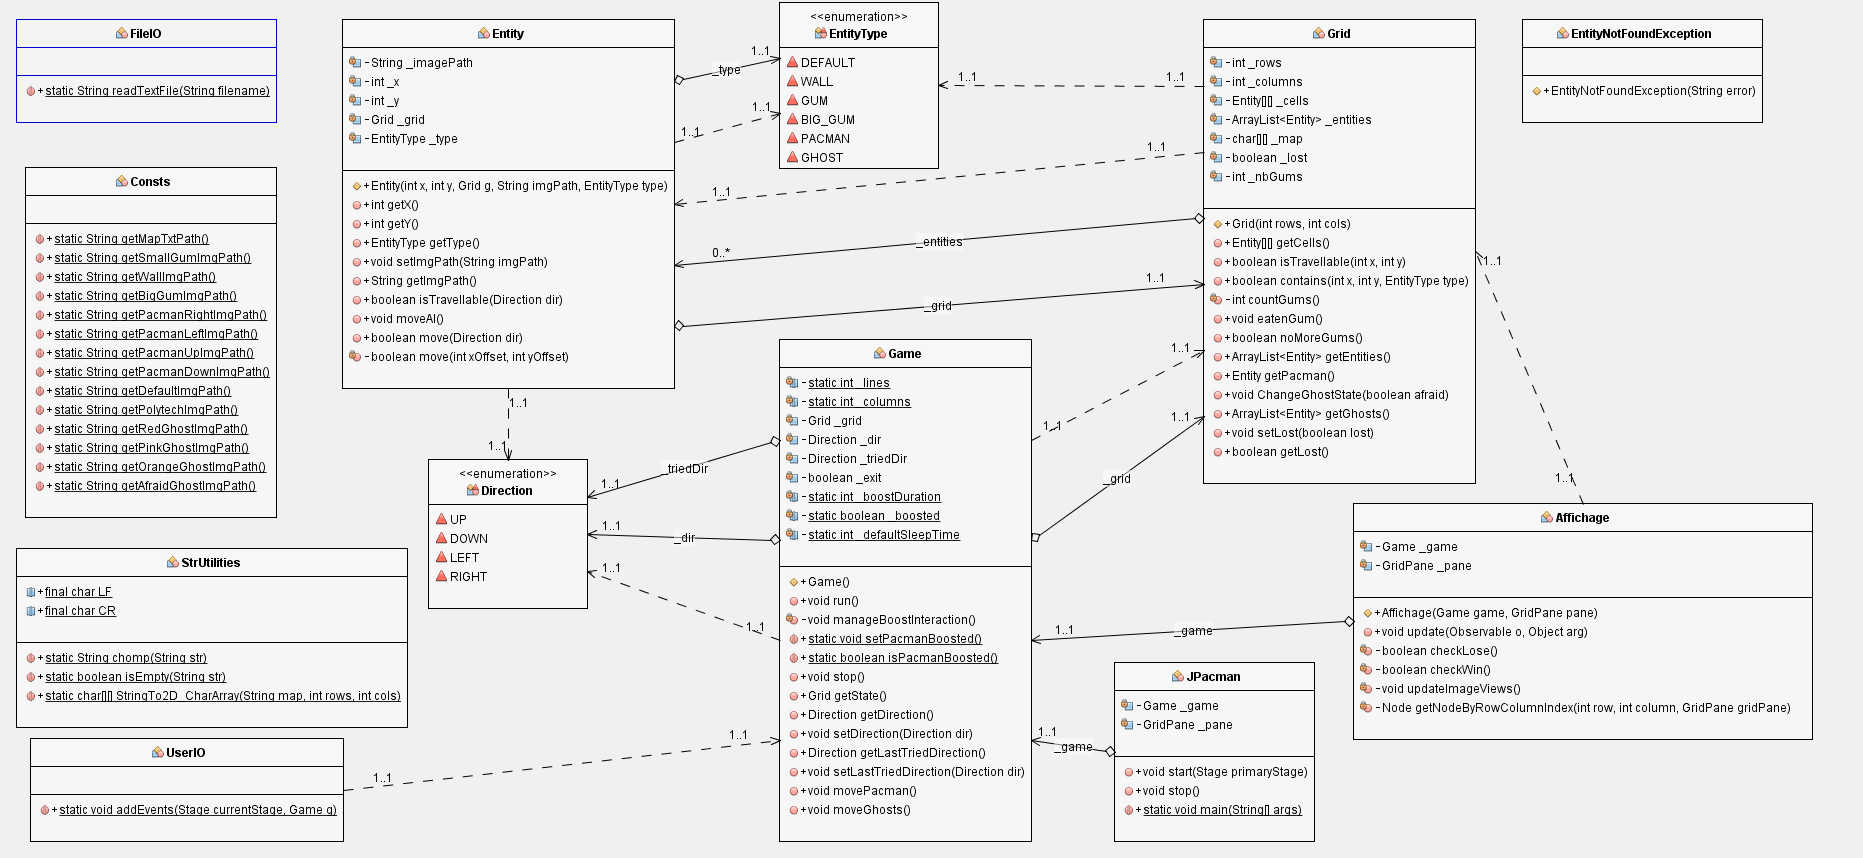 FileIO
+static String readTextFile(String filename)
Consts
+static String getMapTxtPath()
+static String getSmallGumImgPath()
+static String getWallImgPath()
+static String getBigGumImgPath()
+static String getPacmanRightImgPath()
+static String getPacmanLeftImgPath()
+static String getPacmanUpImgPath()
+static String getPacmanDownImgPath()
+static String getDefaultImgPath()
+static String getPolytechImgPath()
+static String getRedGhostImgPath()
+static String getPinkGhostImgPath()
+static String getOrangeGhostImgPath()
+static String getAfraidGhostImgPath()
StrUtilities
+final char LF
+final char CR
+static String chomp(String str)
+static boolean isEmpty(String str)
+static char[][] StringTo2D_CharArray(String map, int rows, int cols)
UserIO
+static void addEvents(Stage currentStage, Game g)
Entity
-String _imagePath
-int _x
-int _y
-Grid _grid
-EntityType _type
+Entity(int x, int y, Grid g, String imgPath, EntityType type)
+int getX()
+int getY()
+EntityType getType()
+void setImgPath(String imgPath)
+String getImgPath()
+boolean isTravellable(Direction dir)
+void moveAI()
+boolean move(Direction dir)
-boolean move(int xOffset, int yOffset)
<<enumeration>>
EntityType
DEFAULT
WALL
GUM
BIG_GUM
PACMAN
GHOST
1..1
_type
1..1
1..1
1..1
1..1
1..1
1..1
_entities
0..*
1..1
_grid
1..1
1..1
<<enumeration>>
Direction
UP
DOWN
LEFT
RIGHT
_triedDir
1..1
1..1
_dir
1..1
1..1
Game
-static int _lines
-static int _columns
-Grid _grid
-Direction _dir
-Direction _triedDir
-boolean _exit
-static int _boostDuration
-static boolean _boosted
-static int _defaultSleepTime
+Game()
+void run()
-void manageBoostInteraction()
+static void setPacmanBoosted()
+static boolean isPacmanBoosted()
+void stop()
+Grid getState()
+Direction getDirection()
+void setDirection(Direction dir)
+Direction getLastTriedDirection()
+void setLastTriedDirection(Direction dir)
+void movePacman()
+void moveGhosts()
1..1
1..1
1..1
1..1
1..1
_grid
Grid
-int _rows
-int _columns
-Entity[][] _cells
-ArrayList<Entity> _entities
-char[][] _map
-boolean _lost
-int _nbGums
+Grid(int rows, int cols)
+Entity[][] getCells()
+boolean isTravellable(int x, int y)
+boolean contains(int x, int y, EntityType type)
-int countGums()
+void eatenGum()
+boolean noMoreGums()
+ArrayList<Entity> getEntities()
+Entity getPacman()
+void ChangeGhostState(boolean afraid)
+ArrayList<Entity> getGhosts()
+void setLost(boolean lost)
+boolean getLost()
EntityNotFoundException
+EntityNotFoundException(String error)
1..1
1..1
Affichage
-Game _game
-GridPane _pane
+Affichage(Game game, GridPane pane)
+void update(Observable o, Object arg)
-boolean checkLose()
-boolean checkWin()
-void updateImageViews()
-Node getNodeByRowColumnIndex(int row, int column, GridPane gridPane)
1..1
_game
JPacman
-Game _game
-GridPane _pane
+void start(Stage primaryStage)
+void stop()
+static void main(String[] args)
1..1
_game